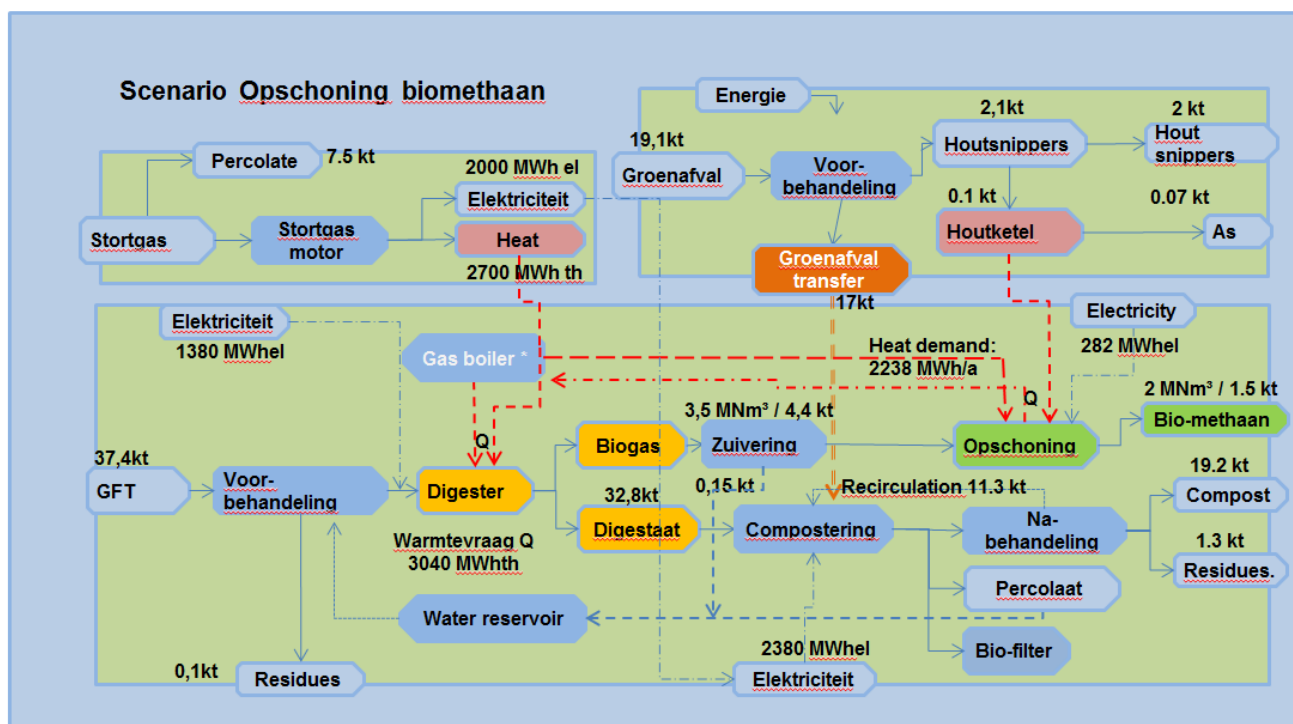 Scenario Opschoning biomethaan
Energie
2,1kt
2 kt
19,1kt
Houtsnippers
Hout
snippers
Percolate
7.5 kt
2000 MWh el
Groenafval
Voor-
behandeling
Elektriciteit
0.1 kt
0.07 kt
Stortgas
Stortgas
motor
Heat
Houtketel
As
2700 MWh th
Groenafval
transfer
17kt
Elektriciteit
1380 MWhel
Gas boiler *
Heat demand:
2238 MWh/a
Electricity
282 MWhel
2 MNm³ / 1.5 kt
Q
3,5 MNm³ / 4,4 kt
Bio-methaan
Q
Biogas
Zuivering
Opschoning
37,4kt
GFT
Voor-
behandeling
Digester
19.2 kt
Compost
32,8kt
0,15 kt
Recirculation 11.3 kt
Digestaat
Compostering
Na-
behandeling
1.3 kt
Residues.
Warmtevraag Q
3040 MWhth
Percolaat
Water reservoir
2380 MWhel
Bio-filter
0,1kt
Residues
Elektriciteit